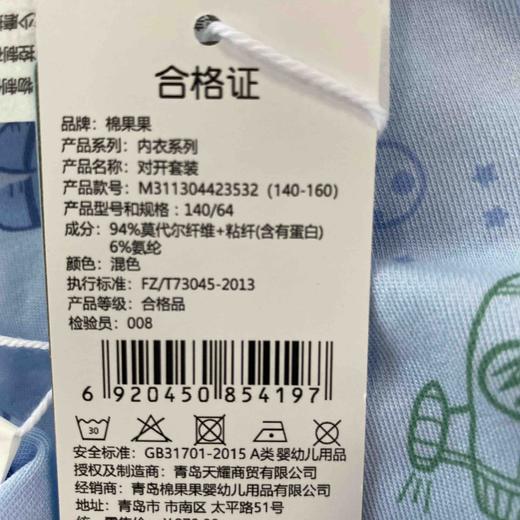 少磨
控制
物制
合格证
品牌：棉果果
产品系列：内衣系列
产品名称：对开套装
产品款号：M311304423532（140-160）
产品型号和规格：140/64
成分：94%莫代尔纤维+粘纤(含有蛋白)
6%氨纶
颜色：混色
执行标准：FZ/T73045-2013
产品等级：合格品
检验员：008
6 920450 854197
30
安全标准：GB31701-2015 A类 婴幼儿用品
授权及制造商：青岛天耀商贸有限公司
经销商：青岛棉果果婴幼儿用品有限公司
地址：青岛市 市南区 太平路51号